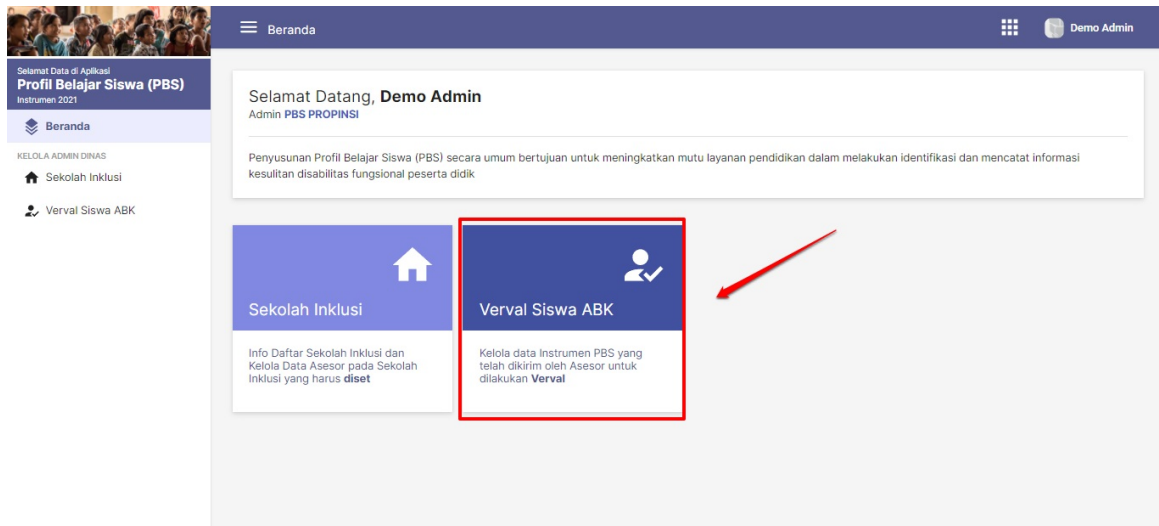 Selamat Data di Aplikasi
Profil Belajar Siswa (PBS)
Instrumen 2021
Beranda
KELOLA ADMIN DINAS
Sekolah Inklusi
Verval Siswa ABK
Beranda
Demo Admin
Selamat Datang, Demo Admin
Admin PBS PROPINSI
Penyusunan Profil Belajar Siswa (PBS) secara umum bertujuan untuk meningkatkan mutu layanan pendidikan dalam melakukan identifikasi dan mencatat informasi
kesulitan disabilitas fungsional peserta didik
Sekolah Inklusi
Info Daftar Sekolah Inklusi dan
Kelola Data Asesor pada Sekolah
Inklusi yang harus diset
Verval Siswa ABK
Kelola data Instrumen PBS yang
telah dikirim oleh Asesor untuk
dilakukan Verval